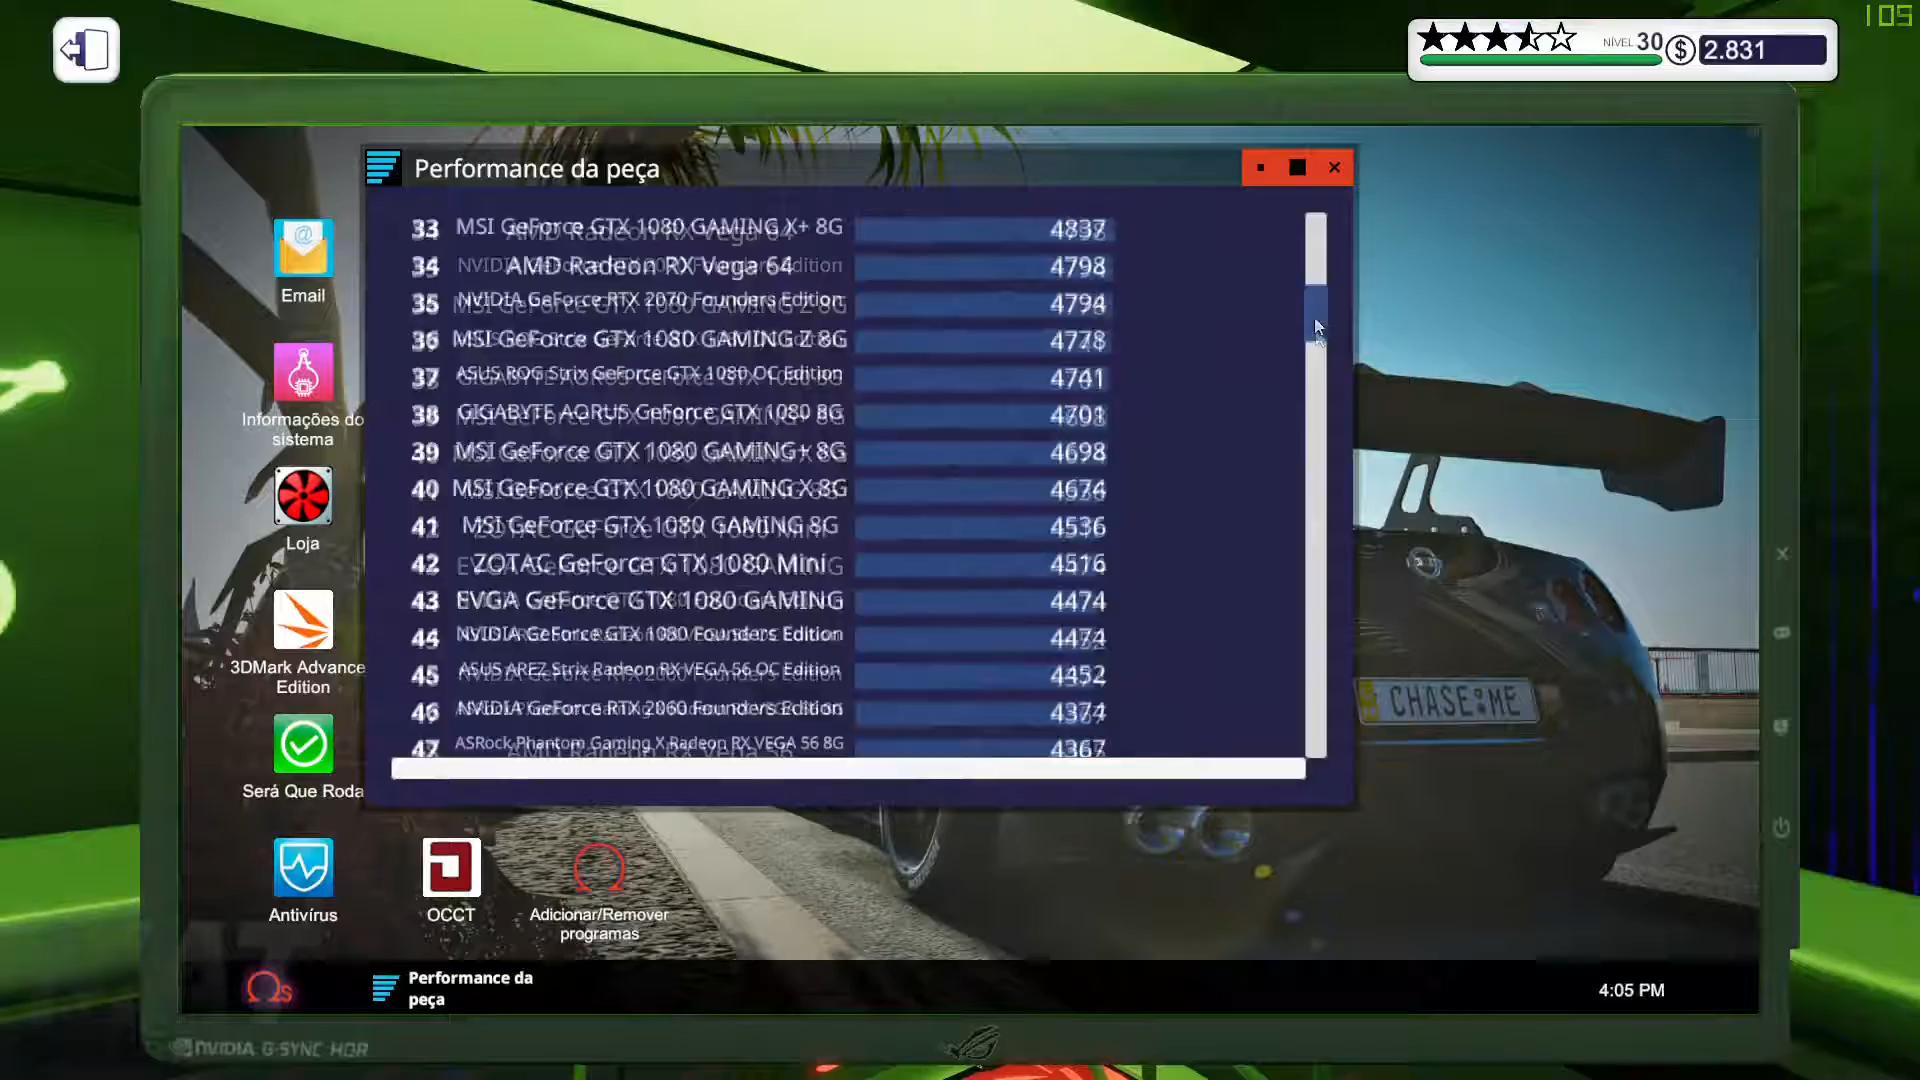 105
NÍVEL 30
$ 2.831
Performance da peça
33 MSI GeForce GTX 1080 GAMING X+ 8G 4837
34 AMD Radeon RX Vega 64 4798
35 NVIDIA GeForce RTX 2070 Founders Edition 4794
36 MSI GeForce GTX 1080 GAMING Z 8G 4778
37 ASUS ROG Strix GeForce GTX 1080 OC Edition 4741
38 GIGABYTE AORUS GeForce GTX 1080 8G 4701
39 MSI GeForce GTX 1080 GAMING+ 8G 4698
40 MSI GeForce GTX 1080 GAMING X 8G 4674
41 MSI GeForce GTX 1080 GAMING 8G 4536
42 ZOTAC GeForce GTX 1080 Mini 4516
43 EVGA GeForce GTX 1080 GAMING 4474
44 NVIDIA GeForce GTX 1080 Founders Edition 4474
45 ASUS AREZ Strix Radeon RX VEGA 56 OC Edition 4452
46 NVIDIA GeForce RTX 2060 Founders Edition 4374
47 ASRock Phantom Gaming X Radeon RX VEGA 56 8G 4367
Email
Informações do
sistema
Loja
3DMark Advance
Edition
Será Que Roda
Antivírus
OCCT
Adicionar/Remover
programas
CHASE:ME
Performance da
peça
4:05 PM
NVIDIA G-SYNC HDR